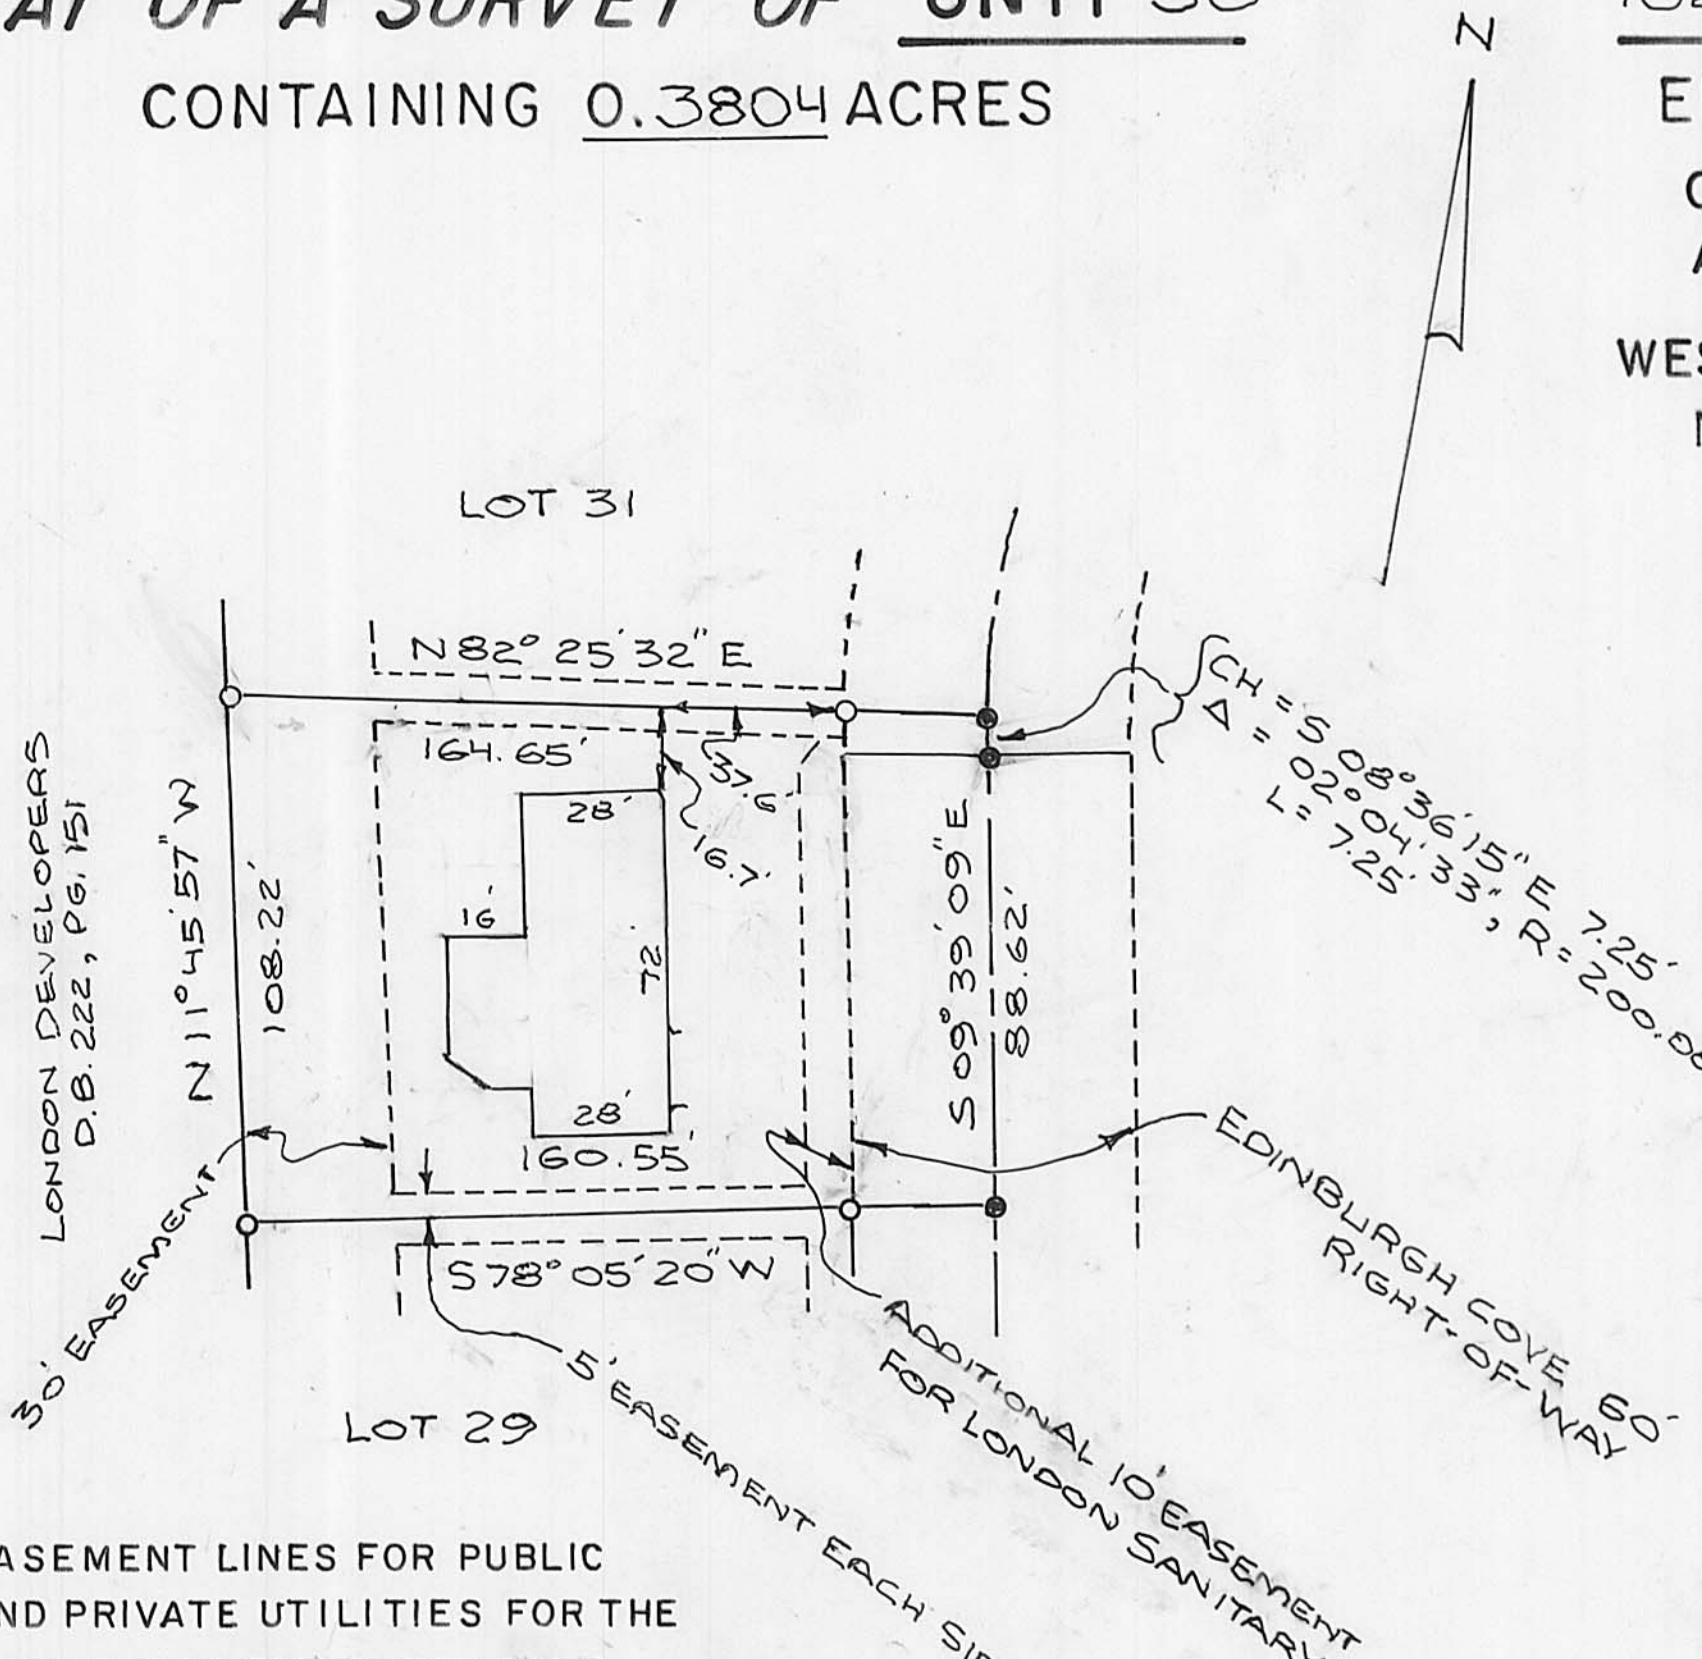 OF A SURVEY OF
N
CONTAINING 0.3804 ACRES
LOT 31
N 82° 25' 32" E
164.65'
28'
37.6'
16.7'
16'
72'
28'
160.55'
S 78° 05' 20" W
LONDON DEVELOPERS
D.B. 222, PG. 151
N 11° 45' 57" W
108.22'
S 09° 39' 09" E
88.62'
CH = S 08° 36' 15" E 7.25'
Δ = 02° 04' 33", R = 200.00
L = 7.25'
EDINBURGH COVE 60'
RIGHT-OF-WAY
30' EASEMENT
LOT 29
5' EASEMENT EACH
ADDITIONAL 10' EASEMENT
FOR LONDON SANITARY
ASEMENT LINES FOR PUBLIC
ND PRIVATE UTILITIES FOR THE